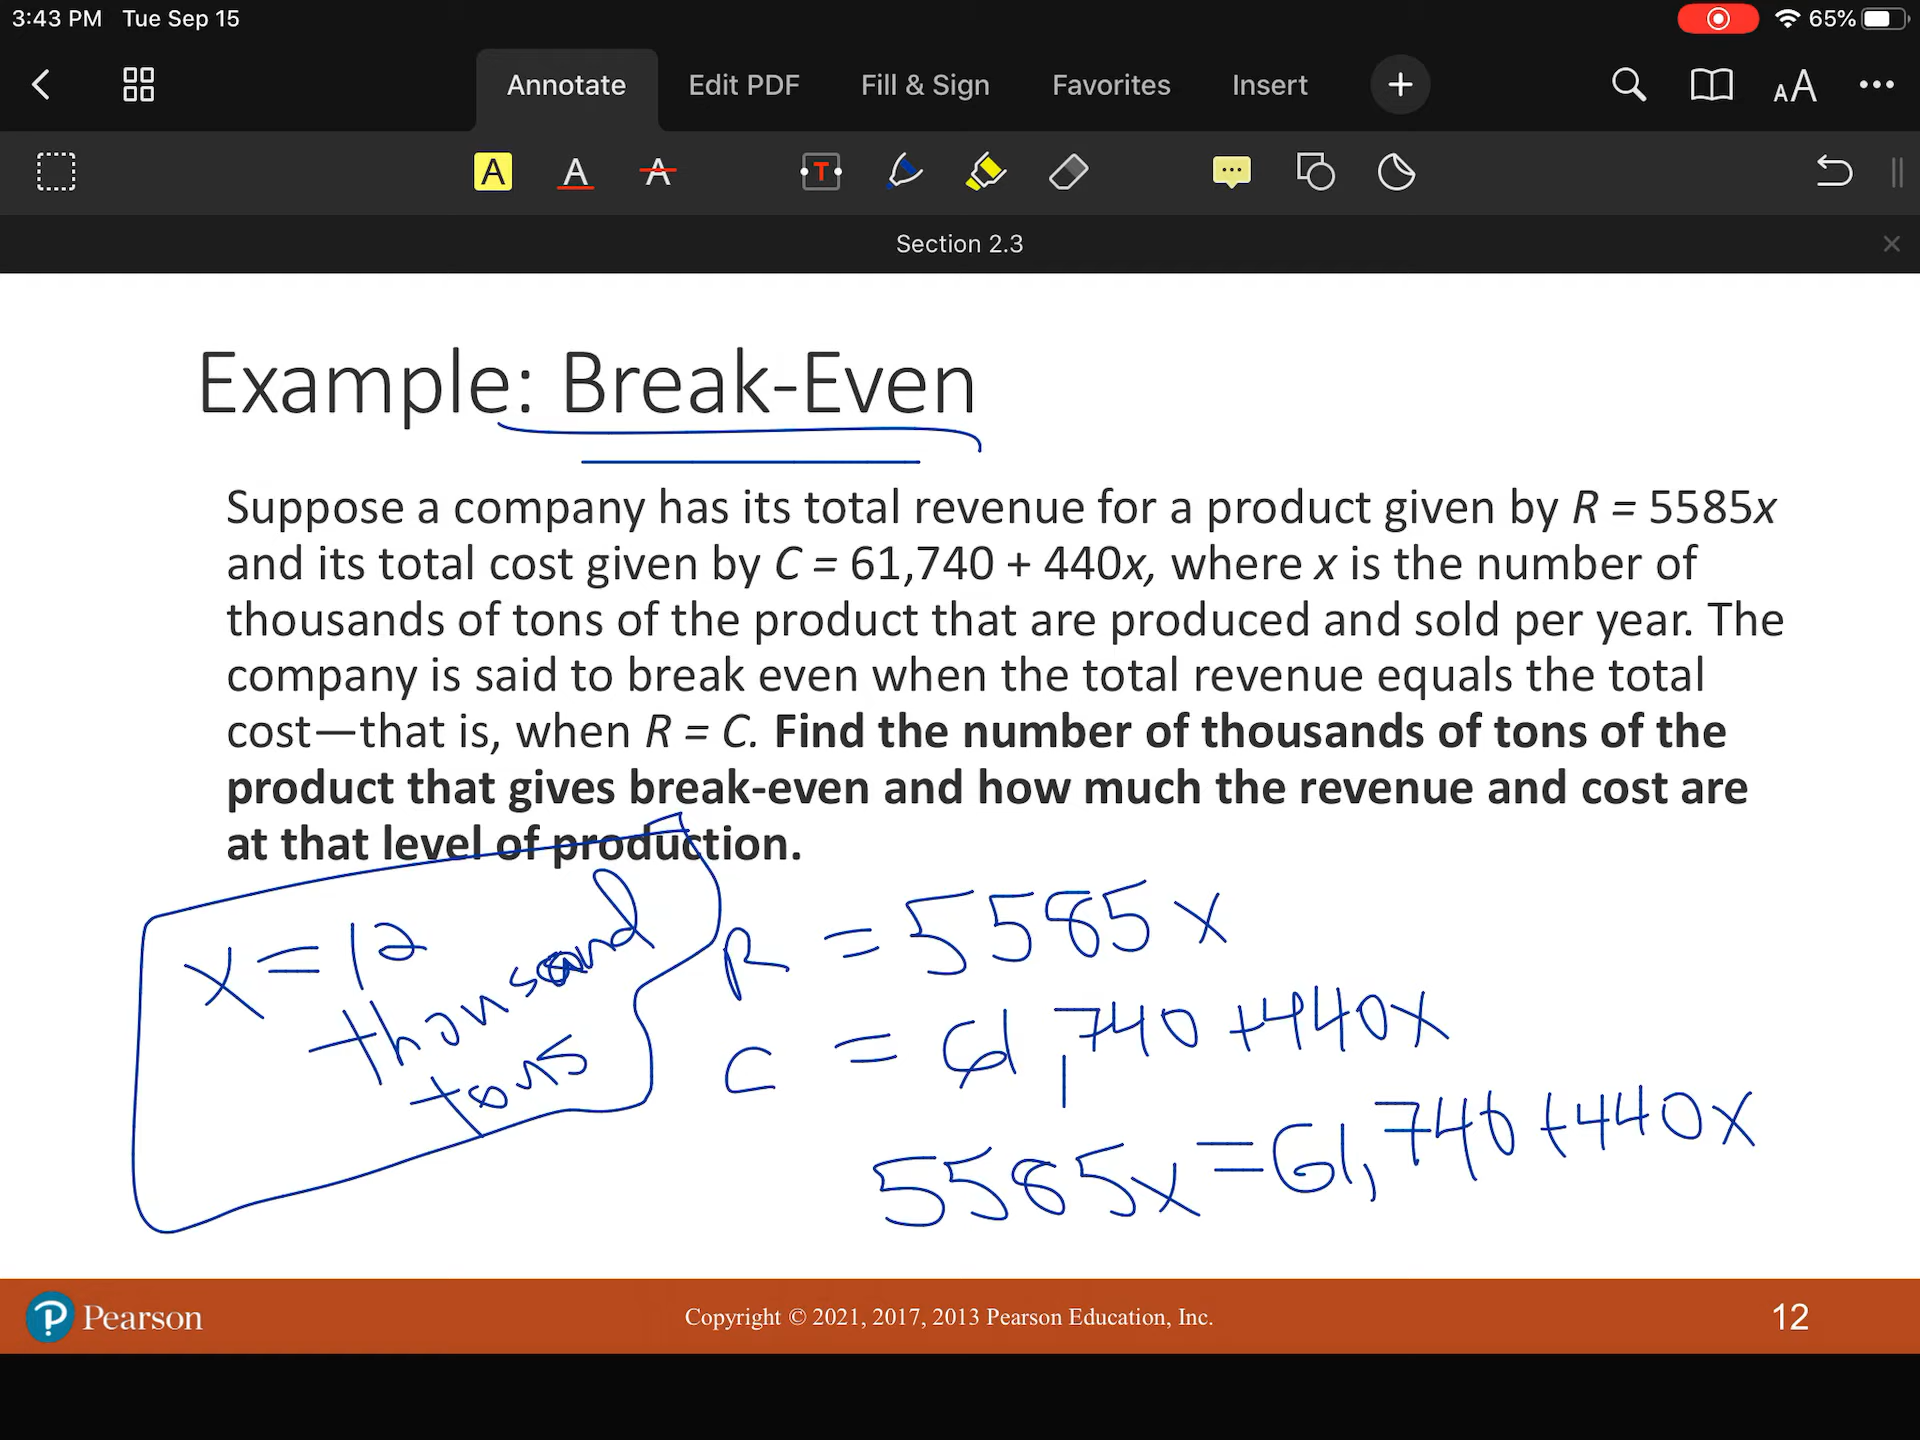 3:43 PM Tue Sep 15 65%
Annotate Edit PDF Fill & Sign Favorites Insert + AA
A A A T
Section 2.3
Example: Break-Even
Suppose a company has its total revenue for a product given by R = 5585x
and its total cost given by C = 61,740 + 440x, where x is the number of
thousands of tons of the product that are produced and sold per year. The
company is said to break even when the total revenue equals the total
cost—that is, when R = C. Find the number of thousands of tons of the
product that gives break-even and how much the revenue and cost are
at that level of production.
x = 12
thousand
tons
R = 5585x
C = 61,740 + 440x
5585x = 61,740 + 440x
P Pearson
Copyright © 2021, 2017, 2013 Pearson Education, Inc.
12